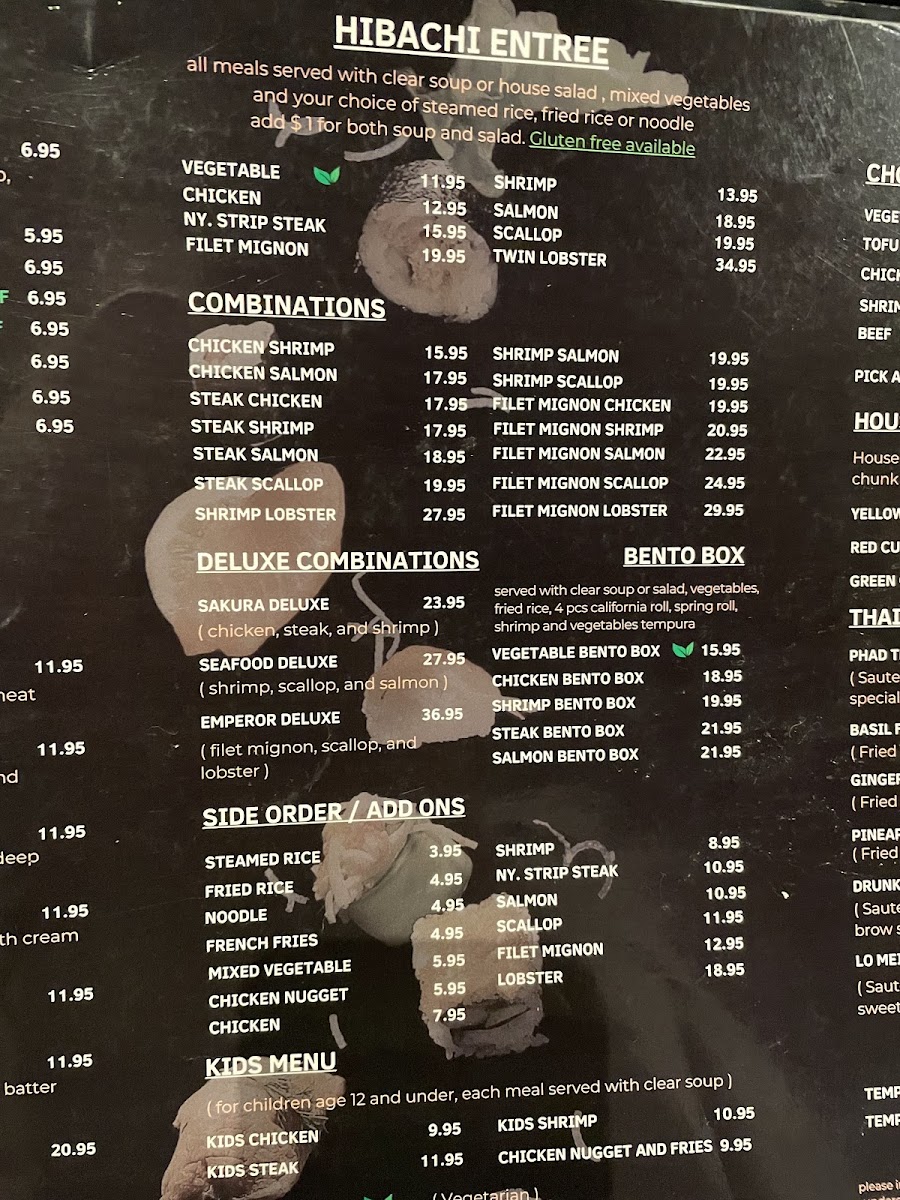 6.95
5.95
6.95
F 6.95
6.95
6.95
6.95
6.95
11.95
11.95
11.95
deep
11.95
th cream
11.95
11.95
batter
20.95
HIBACHI ENTREE
all meals served with clear soup or house salad , mixed vegetables
and your choice of steamed rice, fried rice or noodle
add $1 for both soup and salad. Gluten free available
VEGETABLE 11.95
CHICKEN 12.95
NY. STRIP STEAK 15.95
FILET MIGNON 19.95
SHRIMP 13.95
SALMON 18.95
SCALLOP 19.95
TWIN LOBSTER 34.95
COMBINATIONS
CHICKEN SHRIMP 15.95
CHICKEN SALMON 17.95
STEAK CHICKEN 17.95
STEAK SHRIMP 17.95
STEAK SALMON 18.95
STEAK SCALLOP 19.95
SHRIMP LOBSTER 27.95
SHRIMP SALMON 19.95
SHRIMP SCALLOP 19.95
FILET MIGNON CHICKEN 19.95
FILET MIGNON SHRIMP 20.95
FILET MIGNON SALMON 22.95
FILET MIGNON SCALLOP 24.95
FILET MIGNON LOBSTER 29.95
DELUXE COMBINATIONS
SAKURA DELUXE 23.95
( chicken, steak, and shrimp )
SEAFOOD DELUXE 27.95
( shrimp, scallop, and salmon )
EMPEROR DELUXE 36.95
( filet mignon, scallop, and
lobster )
BENTO BOX
served with clear soup or salad, vegetables,
fried rice, 4 pcs california roll, spring roll,
shrimp and vegetables tempura
VEGETABLE BENTO BOX 15.95
CHICKEN BENTO BOX 18.95
SHRIMP BENTO BOX 19.95
STEAK BENTO BOX 21.95
SALMON BENTO BOX 21.95
SIDE ORDER / ADD ONS
STEAMED RICE 3.95
FRIED RICE 4.95
NOODLE 4.95
FRENCH FRIES 4.95
MIXED VEGETABLE 5.95
CHICKEN NUGGET 5.95
CHICKEN 7.95
SHRIMP 8.95
NY. STRIP STEAK 10.95
SALMON 10.95
SCALLOP 11.95
FILET MIGNON 12.95
LOBSTER 18.95
KIDS MENU
( for children age 12 and under, each meal served with clear soup )
KIDS CHICKEN 9.95
KIDS STEAK 11.95
KIDS SHRIMP 10.95
CHICKEN NUGGET AND FRIES 9.95
( Vegetarian )
TOFU
BEEF
PICK A
House
chunk
RED CU
GREEN
THAI
PHAD T
( Saute
special
BASIL F
( Fried
GINGER
( Fried
( Fried
DRUNK
( Saute
brow s
LO MEI
( Saut
sweet
TEMP
TEMP
please i